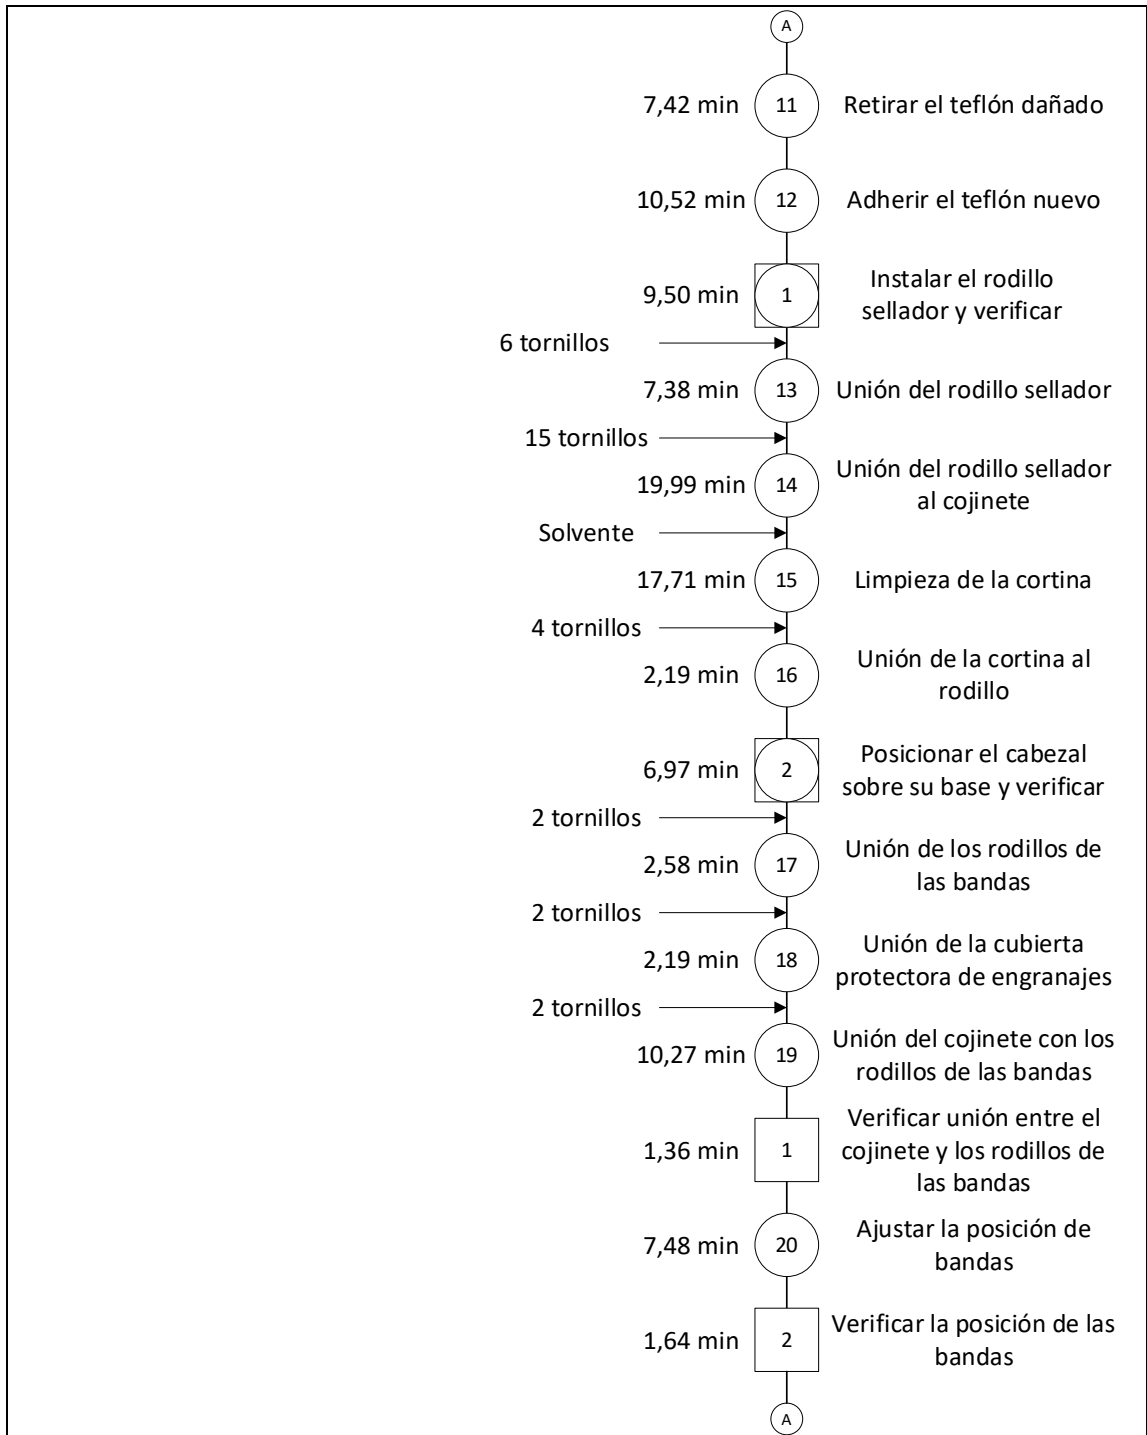 A
7,42 min 11 Retirar el teflón dañado
10,52 min 12 Adherir el teflón nuevo
9,50 min 1 Instalar el rodillo
sellador y verificar
6 tornillos
7,38 min 13 Unión del rodillo sellador
15 tornillos
19,99 min 14 Unión del rodillo sellador
al cojinete
Solvente
17,71 min 15 Limpieza de la cortina
4 tornillos
2,19 min 16 Unión de la cortina al
rodillo
6,97 min 2 Posicionar el cabezal
sobre su base y verificar
2 tornillos
2,58 min 17 Unión de los rodillos de
las bandas
2 tornillos
2,19 min 18 Unión de la cubierta
protectora de engranajes
2 tornillos
10,27 min 19 Unión del cojinete con los
rodillos de las bandas
1,36 min 1 Verificar unión entre el
cojinete y los rodillos de
las bandas
7,48 min 20 Ajustar la posición de
bandas
1,64 min 2 Verificar la posición de las
bandas
A